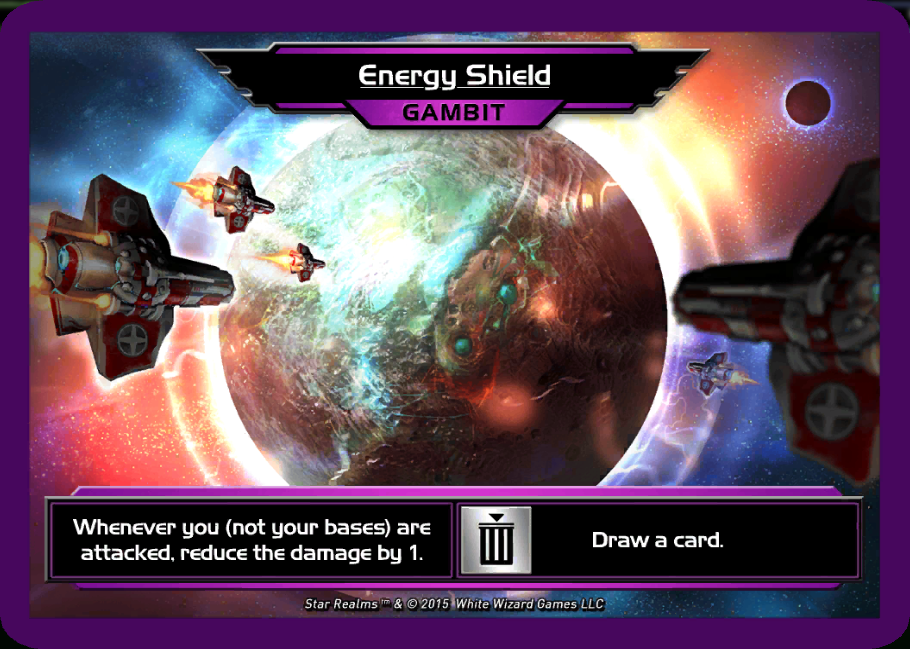 Energy Shield
GAMBIT
Whenever you (not your bases) are
attacked, reduce the damage by 1.
Draw a card.
Star Realms™ & © 2015 White Wizard Games LLC